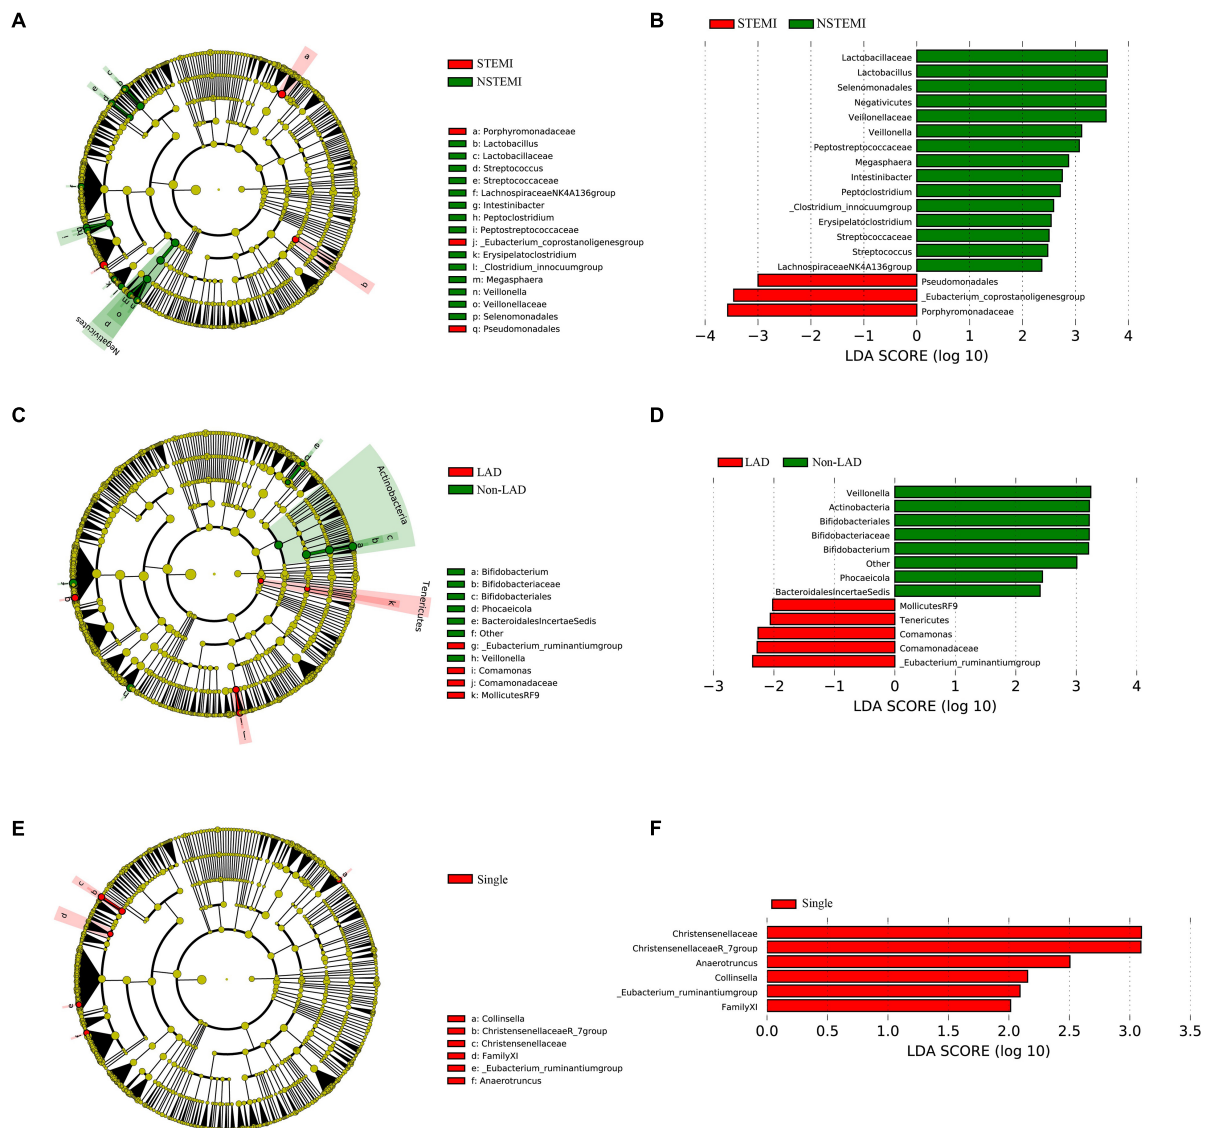 A
STEMI
NSTEMI
a: Porphyromonadaceae
b: Lactobacillus
c: Lactobacillaceae
d: Streptococcus
e: Streptococcaceae
f: LachnospiraceaeNK4A136group
g: Intestinibacter
h: Peptoclostridium
i: Peptostreptococcaceae
j: _Eubacterium_coprostanoligenesgroup
k: Erysipelatoclostridium
l: _Clostridium_innocuumgroup
m: Megasphaera
n: Veillonella
o: Veillonellaceae
p: Selenomonadales
q: Pseudomonadales
a
c
b
e
d
k
m
n
o
p
q
Negativicutes
B
STEMI NSTEMI
Lactobacillaceae
Lactobacillus
Selenomonadales
Negativicutes
Veillonellaceae
Veillonella
Peptostreptococcaceae
Megasphaera
Intestinibacter
Peptoclostridium
_Clostridium_innocuumgroup
Erysipelatoclostridium
Streptococcaceae
Streptococcus
LachnospiraceaeNK4A136group
Pseudomonadales
_Eubacterium_coprostanoligenesgroup
Porphyromonadaceae
−4 −3 −2 −1 0 1 2 3 4
LDA SCORE (log 10)
C
LAD
Non-LAD
a: Bifidobacterium
b: Bifidobacteriaceae
c: Bifidobacteriales
d: Phocaeicola
e: BacteroidalesIncertaeSedis
f: Other
g: _Eubacterium_ruminantiumgroup
h: Veillonella
i: Comamonas
j: Comamonadaceae
k: MollicutesRF9
e
d
Actinobacteria
c
b
a
Tenericutes
k
f
g
h
j
D
LAD Non-LAD
Veillonella
Actinobacteria
Bifidobacteriales
Bifidobacteriaceae
Bifidobacterium
Other
Phocaeicola
BacteroidalesIncertaeSedis
MollicutesRF9
Tenericutes
Comamonas
Comamonadaceae
_Eubacterium_ruminantiumgroup
−3 −2 −1 0 1 2 3 4
LDA SCORE (log 10)
E
Single
a: Collinsella
b: ChristensenellaceaeR_7group
c: Christensenellaceae
d: FamilyXI
e: _Eubacterium_ruminantiumgroup
f: Anaerotruncus
a
c
b
d
e
f
F
Single
Christensenellaceae
ChristensenellaceaeR_7group
Anaerotruncus
Collinsella
_Eubacterium_ruminantiumgroup
FamilyXI
0.0 0.5 1.0 1.5 2.0 2.5 3.0 3.5
LDA SCORE (log 10)